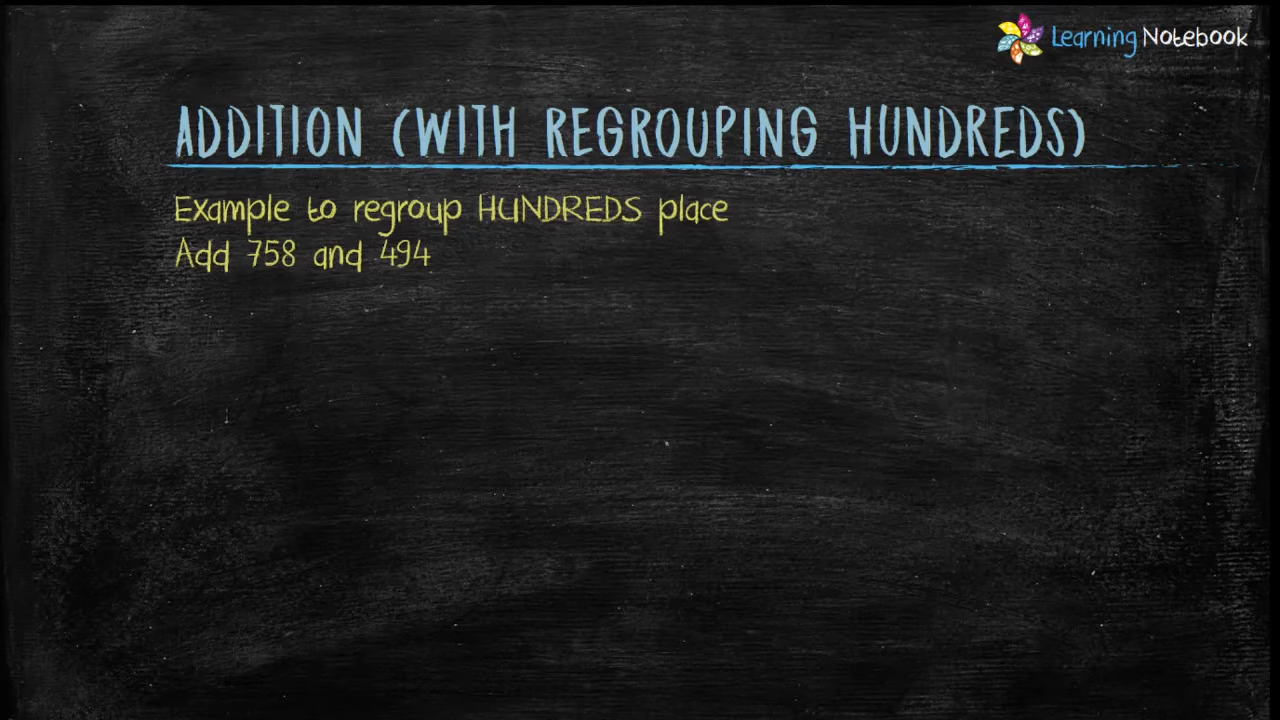 Learning Notebook
ADDITION (WITH REGROUPING HUNDREDS)
Example to regroup HUNDREDS place
Add 758 and 494